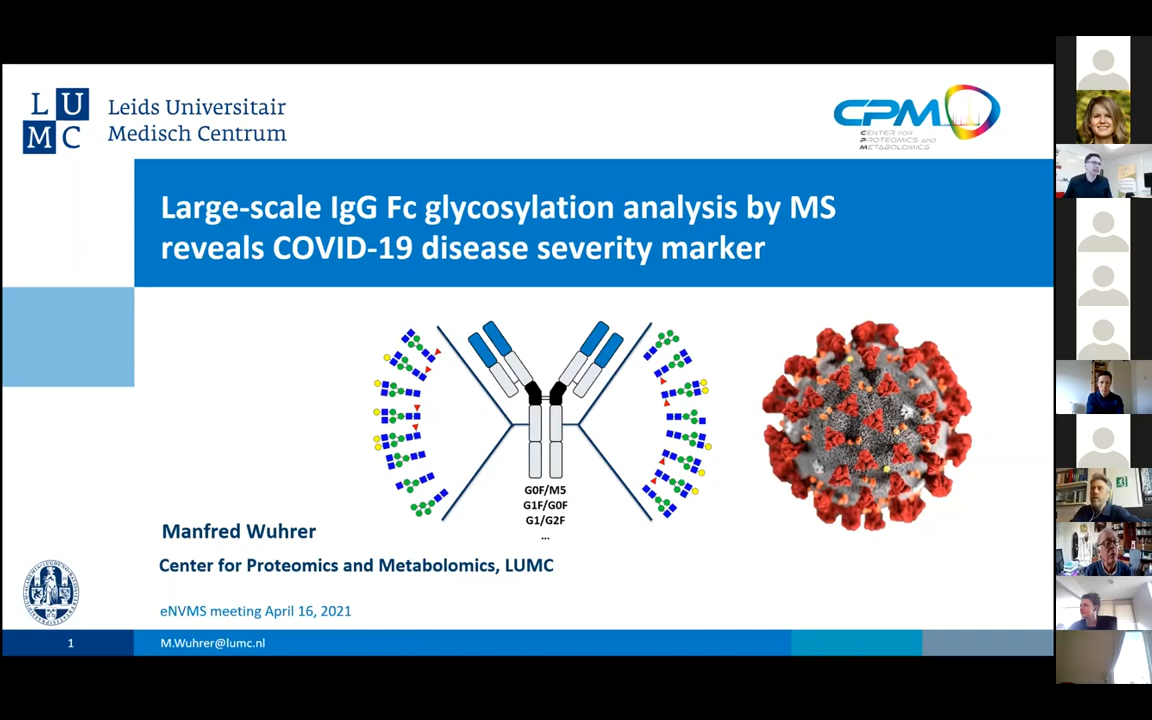 LUMC
Leids Universitair
Medisch Centrum
CPM
CENTER FOR
PROTEOMICS AND
METABOLOMICS
Large-scale IgG Fc glycosylation analysis by MS
reveals COVID-19 disease severity marker
G0F/M5
G1F/G0F
G1/G2F
...
Manfred Wuhrer
Center for Proteomics and Metabolomics, LUMC
eNVMS meeting April 16, 2021
1
M.Wuhrer@lumc.nl